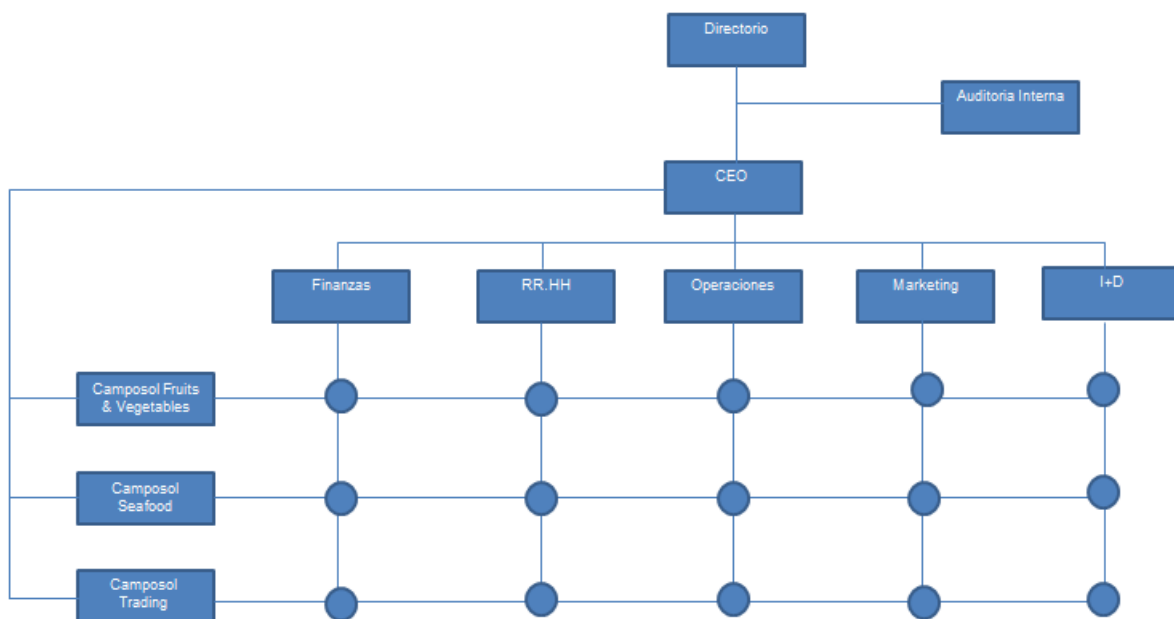 Directorio
Auditoria Interna
CEO
Finanzas
RR.HH
Operaciones
Marketing
I+D
Camposol Fruits
& Vegetables
Camposol
Seafood
Camposol
Trading